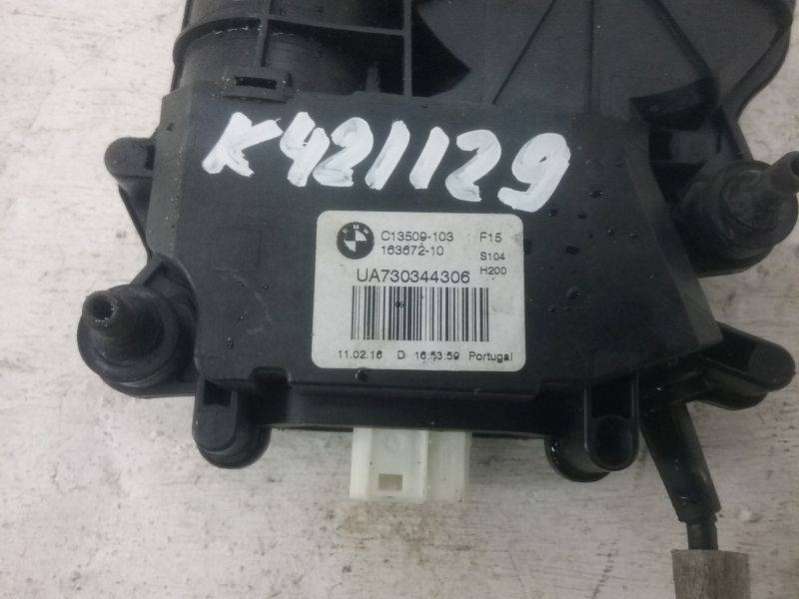 K421129
C13509-103 F15
163672-10 S104
H200
UA730344306
11.02.16 D 16:53:59 Portugal